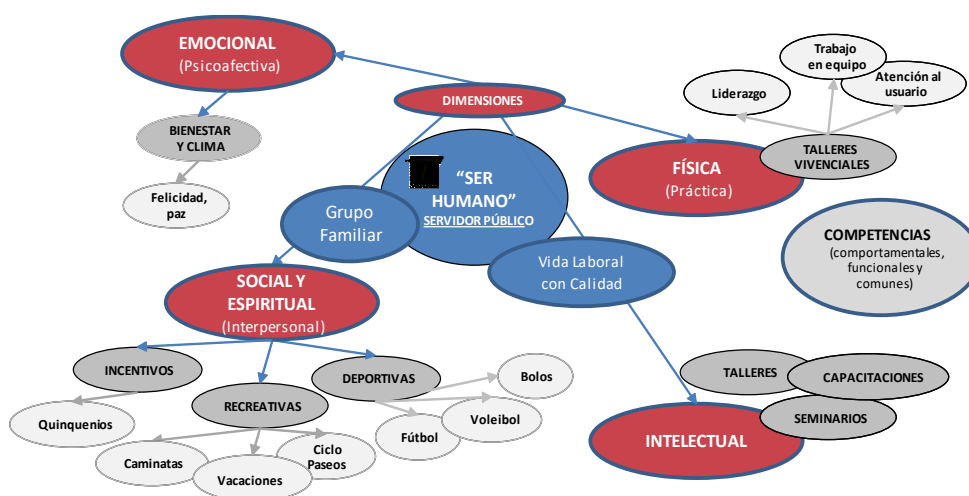 EMOCIONAL
(Psicoafectiva)
DIMENSIONES
Trabajo
en equipo
Liderazgo
Atención al
usuario
BIENESTAR
Y CLIMA
TALLERES
VIVENCIALES
FÍSICA
(Práctica)
Felicidad,
paz
“SER
HUMANO”
SERVIDOR PÚBLICO
Grupo
Familiar
COMPETENCIAS
(comportamentales,
funcionales y
comunes)
Vida Laboral
con Calidad
SOCIAL Y
ESPIRITUAL
(Interpersonal)
INCENTIVOS
DEPORTIVAS
Bolos
TALLERES
CAPACITACIONES
RECREATIVAS
SEMINARIOS
Quinquenios
Voleibol
Fútbol
INTELECTUAL
Caminatas
Ciclo
Paseos
Vacaciones